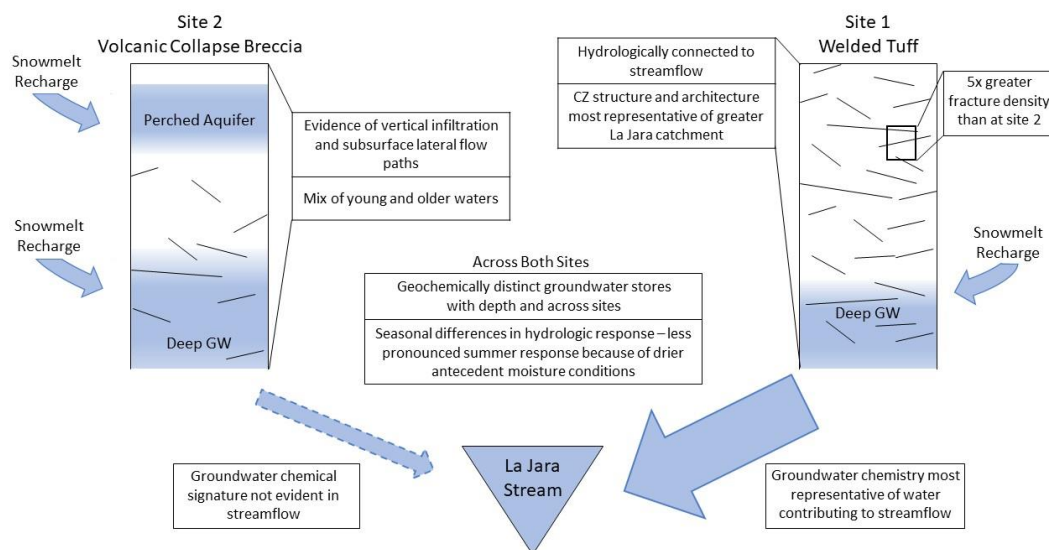 Site 2
Volcanic Collapse Breccia
Snowmelt
Recharge
Perched Aquifer
Evidence of vertical infiltration
and subsurface lateral flow
paths
Mix of young and older waters
Snowmelt
Recharge
Deep GW
Site 1
Welded Tuff
Hydrologically connected to
streamflow
CZ structure and architecture
most representative of greater
La Jara catchment
5x greater
fracture density
than at site 2
Snowmelt
Recharge
Deep GW
Across Both Sites
Geochemically distinct groundwater stores
with depth and across sites
Seasonal differences in hydrologic response – less
pronounced summer response because of drier
antecedent moisture conditions
Groundwater chemical
signature not evident in
streamflow
La Jara
Stream
Groundwater chemistry most
representative of water
contributing to streamflow